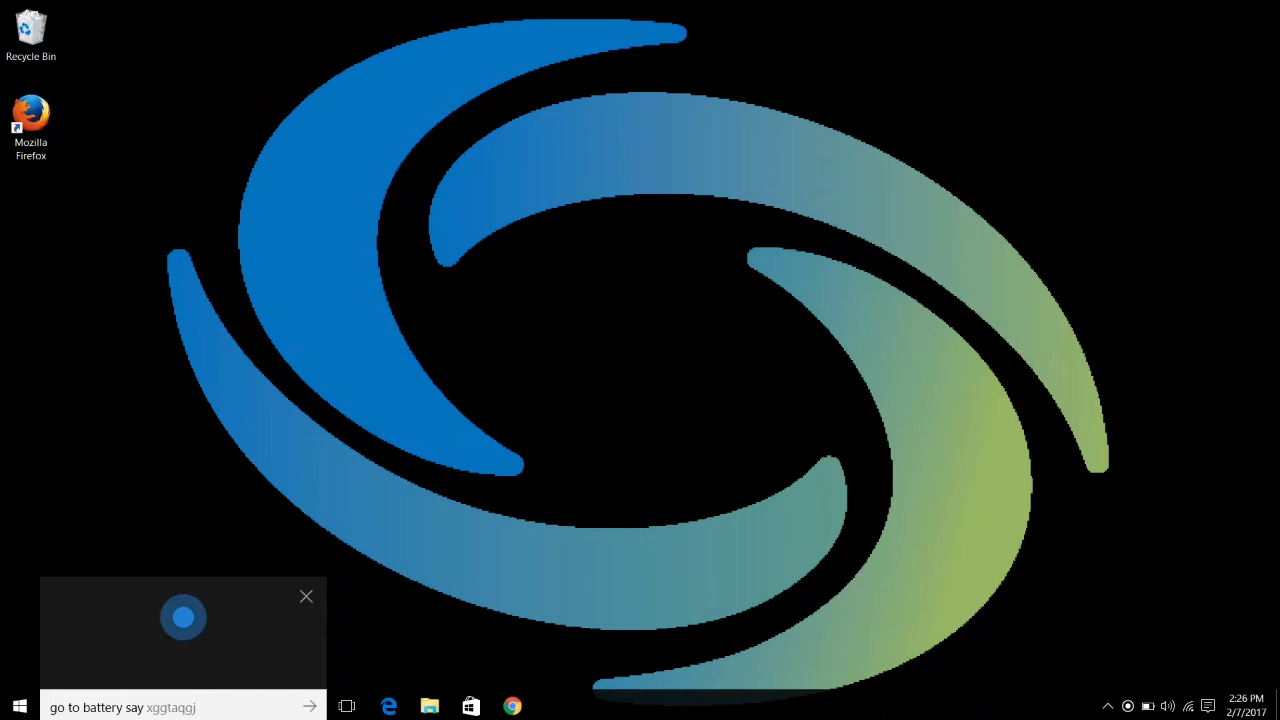 Recycle Bin
Mozilla
Firefox
go to battery say xggtaqgj
2:26 PM
2/7/2017